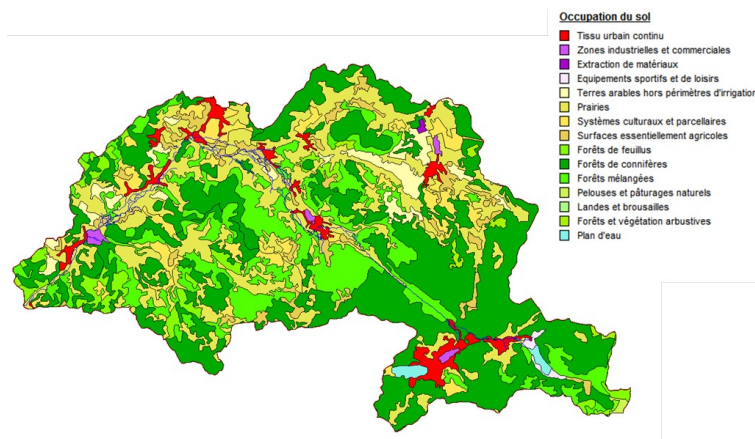 Occupation du sol
Tissu urbain continu
Zones industrielles et commerciales
Extraction de matériaux
Equipements sportifs et de loisirs
Terres arables hors périmètres d'irrigation
Prairies
Systèmes culturaux et parcellaires
Surfaces essentiellement agricoles
Forêts de feuillus
Forêts de connifères
Forêts mélangées
Pelouses et pâturages naturels
Landes et brousailles
Forêts et végétation arbustives
Plan d'eau